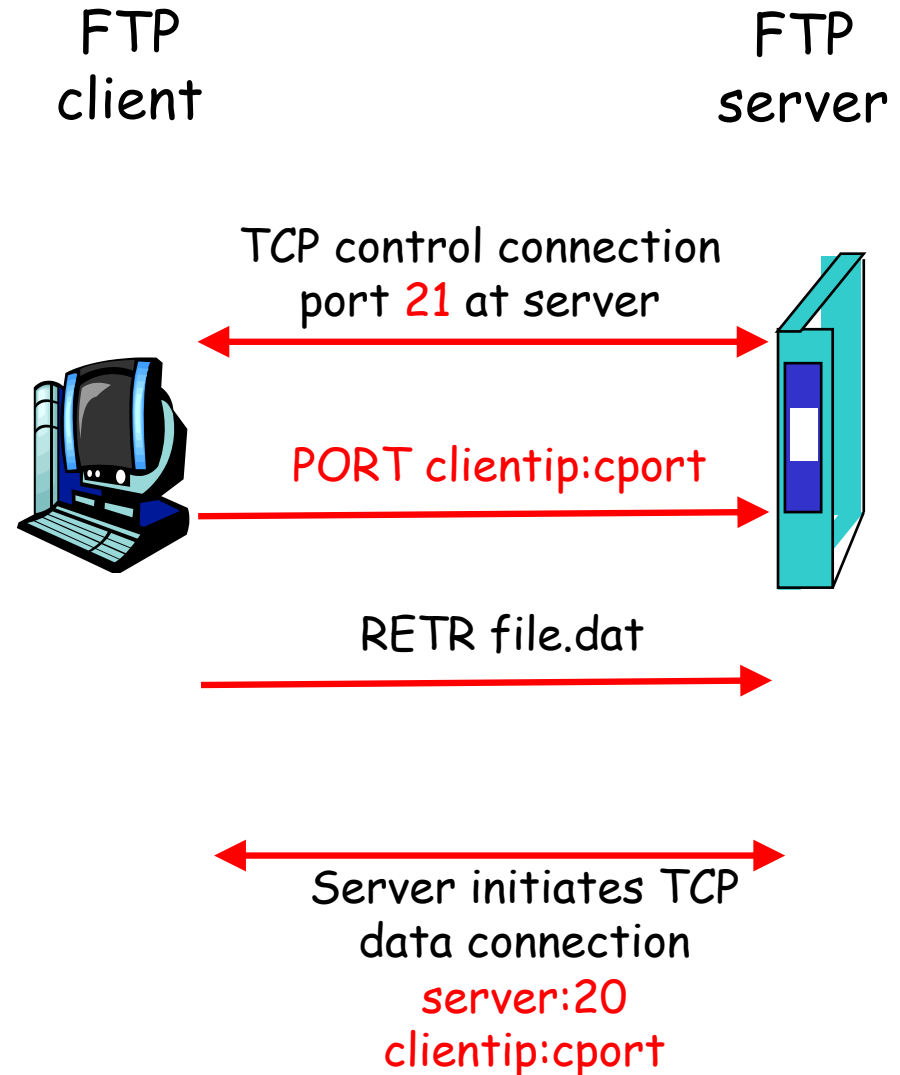 FTP
client
FTP
server
TCP control connection
port 21 at server
PORT clientip:cport
RETR file.dat
Server initiates TCP
data connection
server:20
clientip:cport